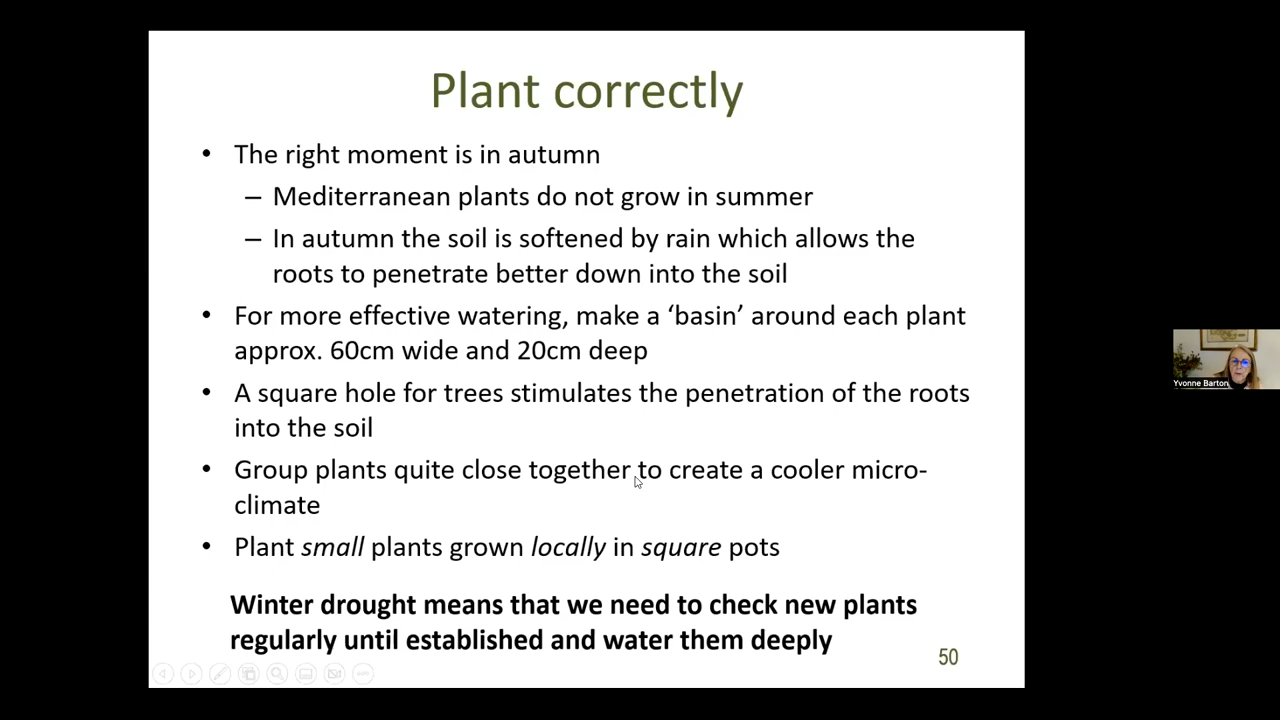 Plant correctly
• The right moment is in autumn
– Mediterranean plants do not grow in summer
– In autumn the soil is softened by rain which allows the
roots to penetrate better down into the soil
• For more effective watering, make a ‘basin’ around each plant
approx. 60cm wide and 20cm deep
• A square hole for trees stimulates the penetration of the roots
into the soil
• Group plants quite close together to create a cooler micro-
climate
• Plant small plants grown locally in square pots
Winter drought means that we need to check new plants
regularly until established and water them deeply
50
Yvonne Barton